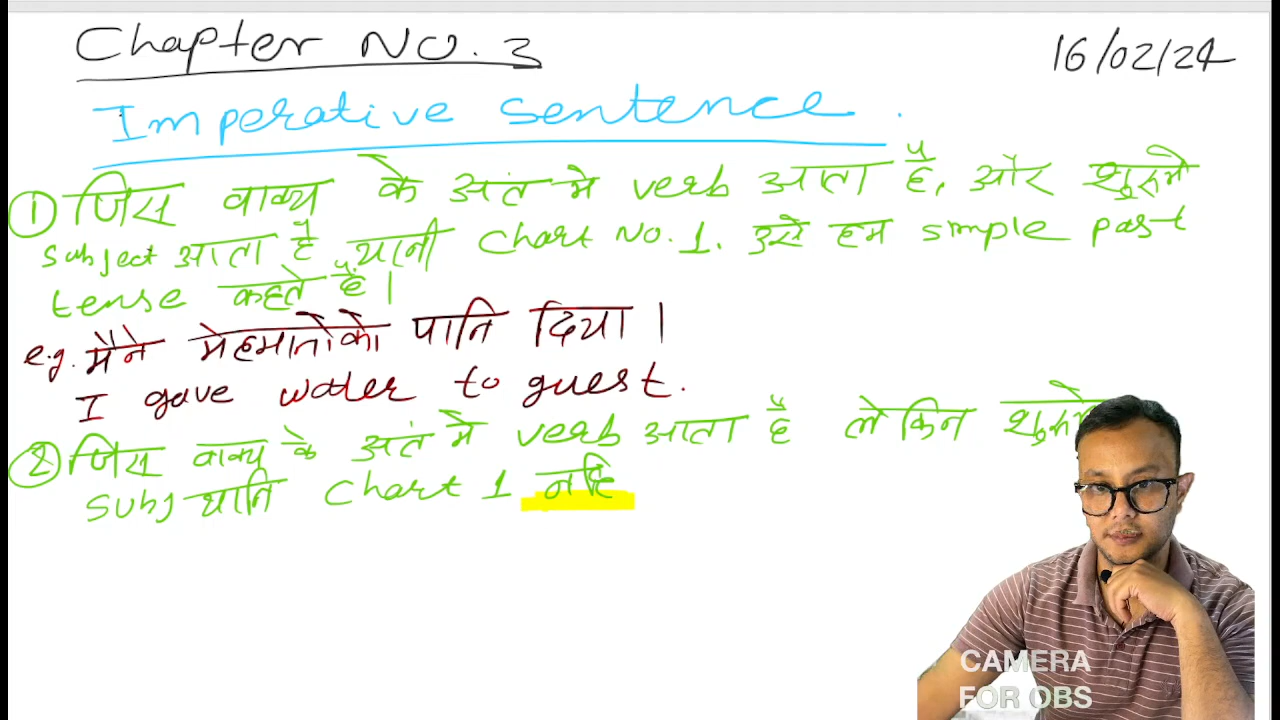 Chapter NO. 3
16/02/24
Imperative sentence.
① जिस वाक्य के अंत मे verb आता है, और शुरुमे
subject आता है यानी Chart No. 1. उसे हम simple past
tense कहते है।
e.g. मैने मेहमानोको पानि दिया।
I gave water to guest.
② जिस वाक्य के अंत मे verb आता है लेकिन
subj यानि Chart 1 नहि
CAMERA
FOR OBS